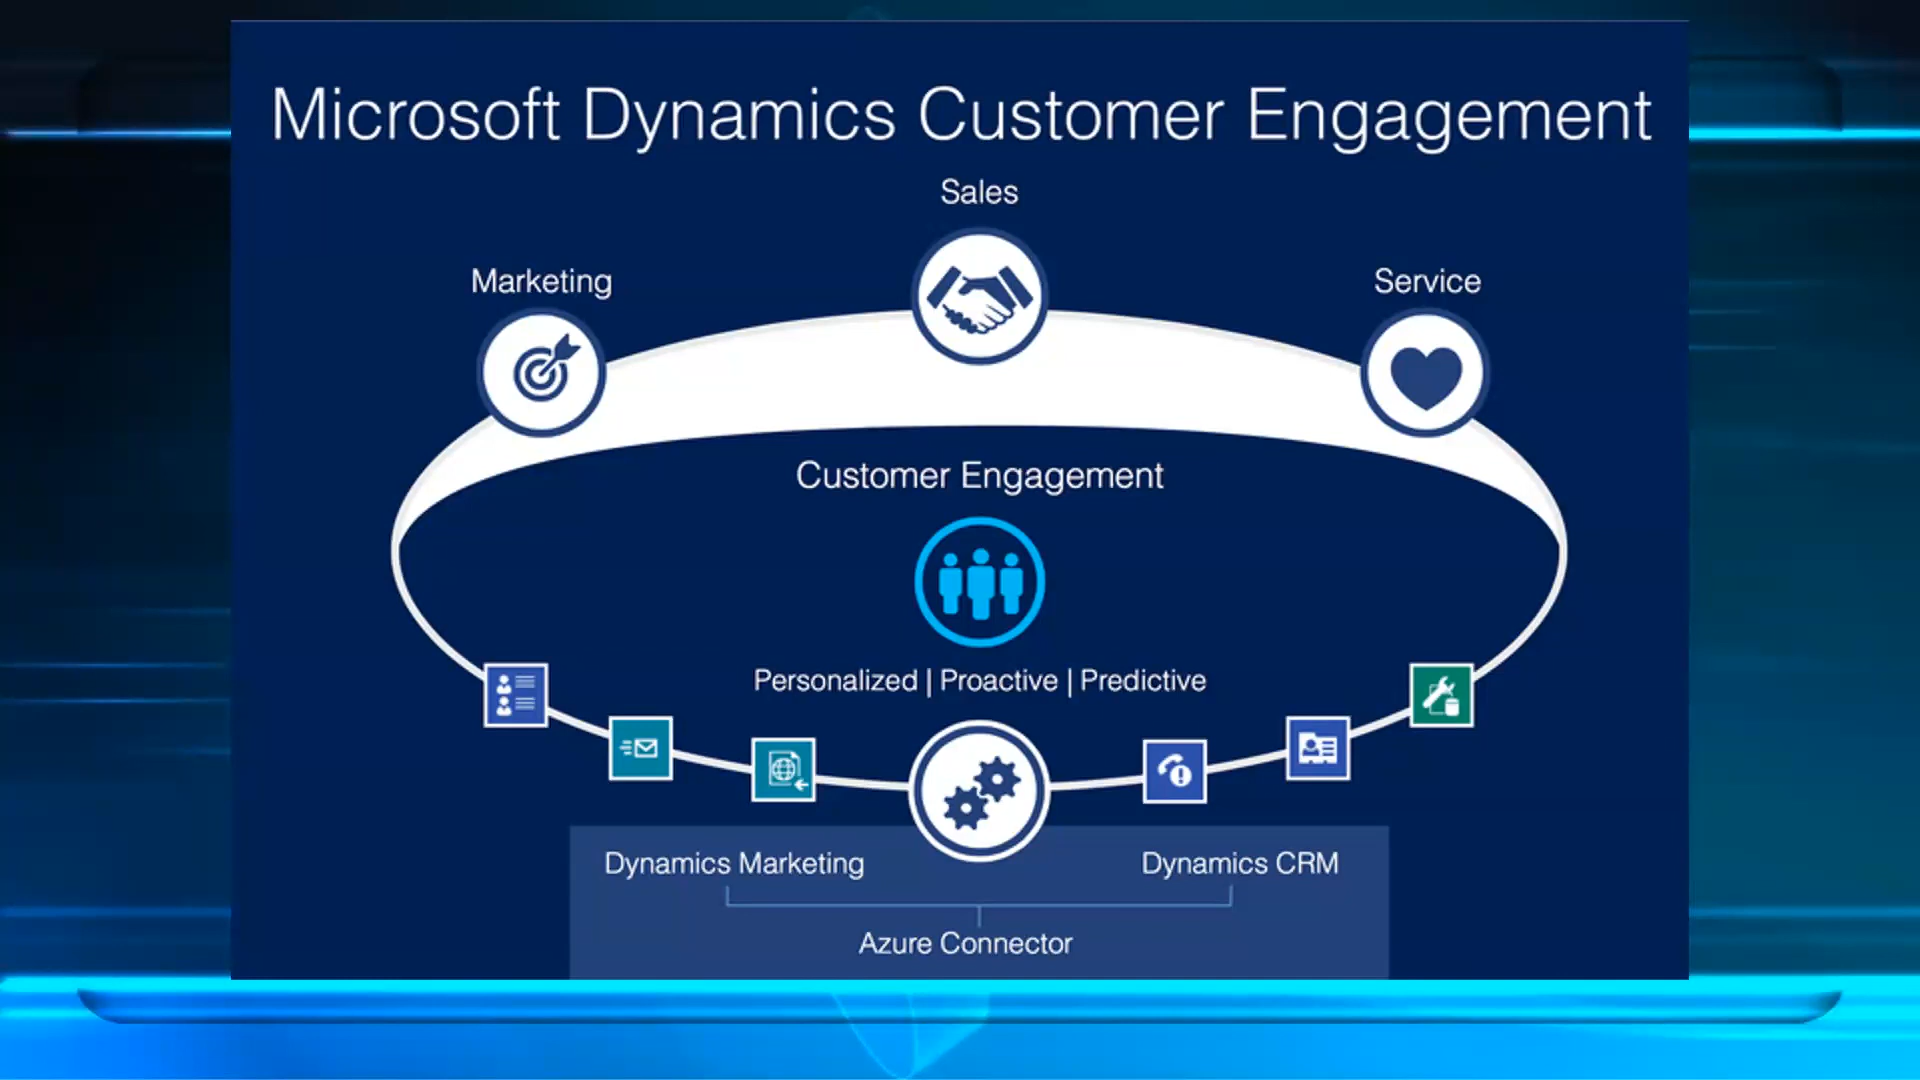 Microsoft Dynamics Customer Engagement
Sales
Marketing
Service
Customer Engagement
Personalized | Proactive | Predictive
Dynamics Marketing
Dynamics CRM
Azure Connector